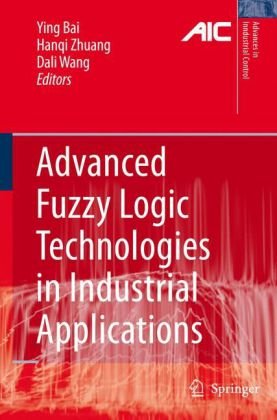 Ying Bai
Hanqi Zhuang
Dali Wang
Editors
AIC
Advances in
Industrial Control
Advanced
Fuzzy Logic
Technologies
in Industrial
Applications
Springer